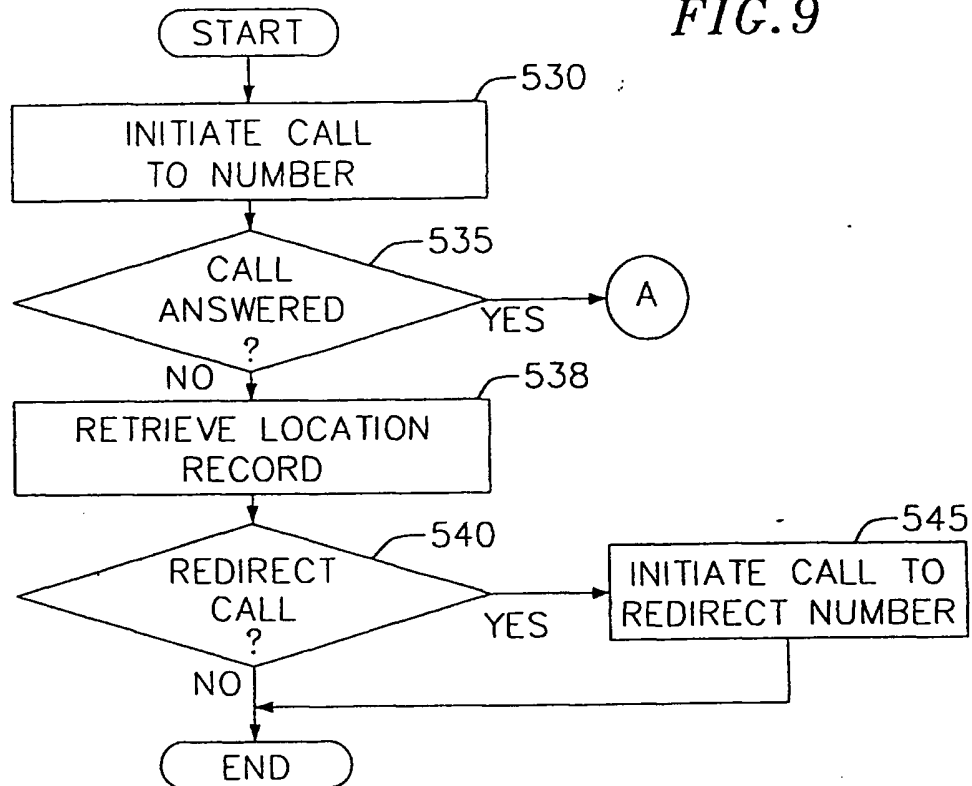 FIG.9
START
530
INITIATE CALL
TO NUMBER
535
CALL
ANSWERED
?
YES
A
NO
538
RETRIEVE LOCATION
RECORD
540
REDIRECT
CALL
?
YES
545
INITIATE CALL TO
REDIRECT NUMBER
NO
END